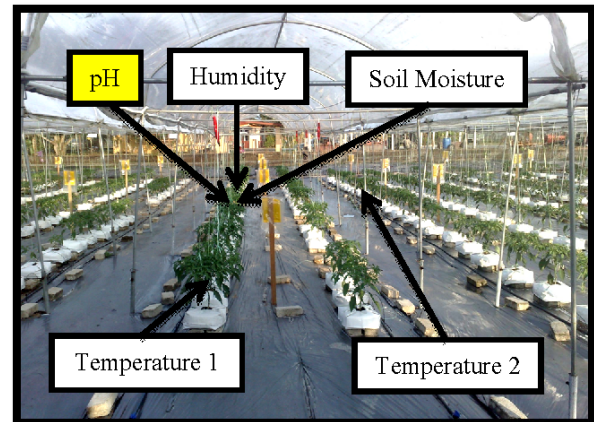 pH
Humidity
Soil Moisture
Temperature 1
Temperature 2